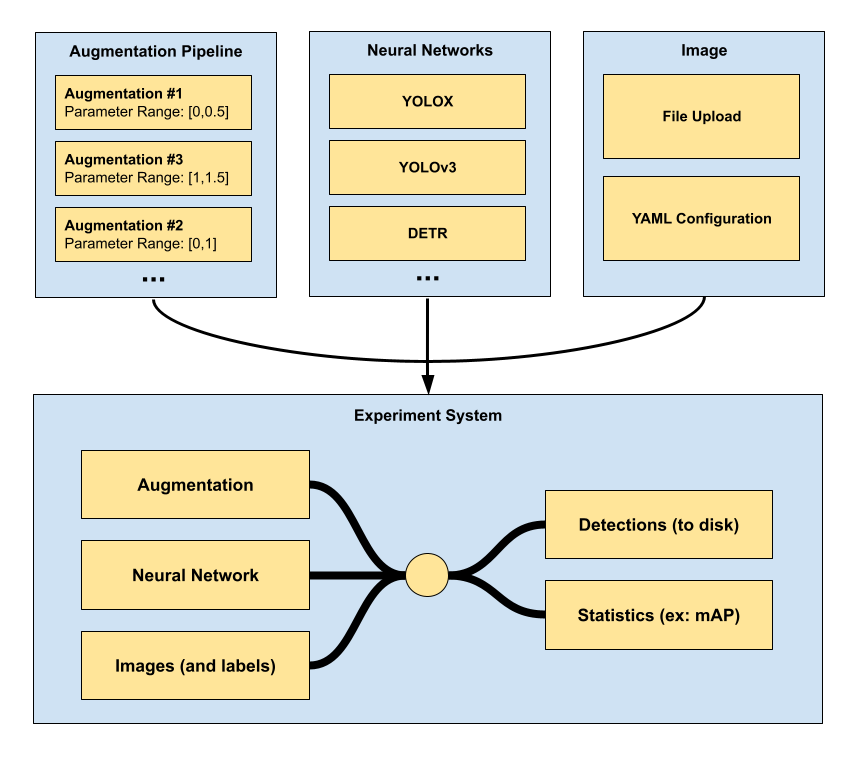 Augmentation Pipeline
Augmentation #1
Parameter Range: [0,0.5]
Augmentation #3
Parameter Range: [1,1.5]
Augmentation #2
Parameter Range: [0,1]
...
Neural Networks
YOLOX
YOLOv3
DETR
...
Image
File Upload
YAML Configuration
Experiment System
Augmentation
Neural Network
Images (and labels)
Detections (to disk)
Statistics (ex: mAP)